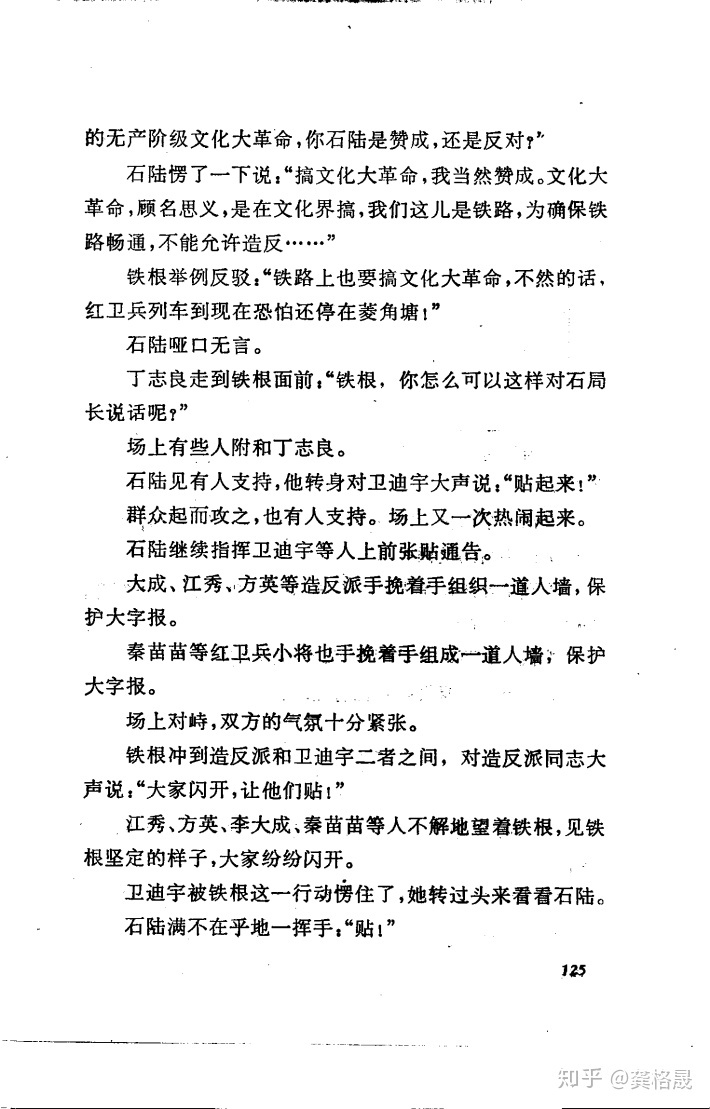 的无产阶级文化大革命，你石陆是赞成，还是反对？”
石陆愣了一下说：“搞文化大革命，我当然赞成。文化大
革命，顾名思义，是在文化界搞，我们这儿是铁路，为确保铁
路畅通，不能允许造反……”
铁根举例反驳：“铁路上也要搞文化大革命，不然的话，
红卫兵列车到现在恐怕还停在菱角塘！”
石陆哑口无言。
丁志良走到铁根面前：“铁根，你怎么可以这样对石局
长说话呢？”
场上有些人附和丁志良。
石陆见有人支持，他转身对卫迪宇大声说：“贴起来！”
群众起而攻之，也有人支持。场上又一次热闹起来。
石陆继续指挥卫迪宇等人上前张贴通告。
大成、江秀、方英等造反派手挽着手组织一道人墙，保
护大字报。
秦苗苗等红卫兵小将也手挽着手组成一道人墙，保护
大字报。
场上对峙，双方的气氛十分紧张。
铁根冲到造反派和卫迪宇二者之间，对造反派同志大
声说：“大家闪开，让他们贴！”
江秀、方英、李大成、秦苗苗等人不解地望着铁根，见铁
根坚定的样子，大家纷纷闪开。
卫迪宇被铁根这一行动愣住了，她转过头来看看石陆。
石陆满不在乎地一挥手：“贴！”
125
知乎 @龚格晟